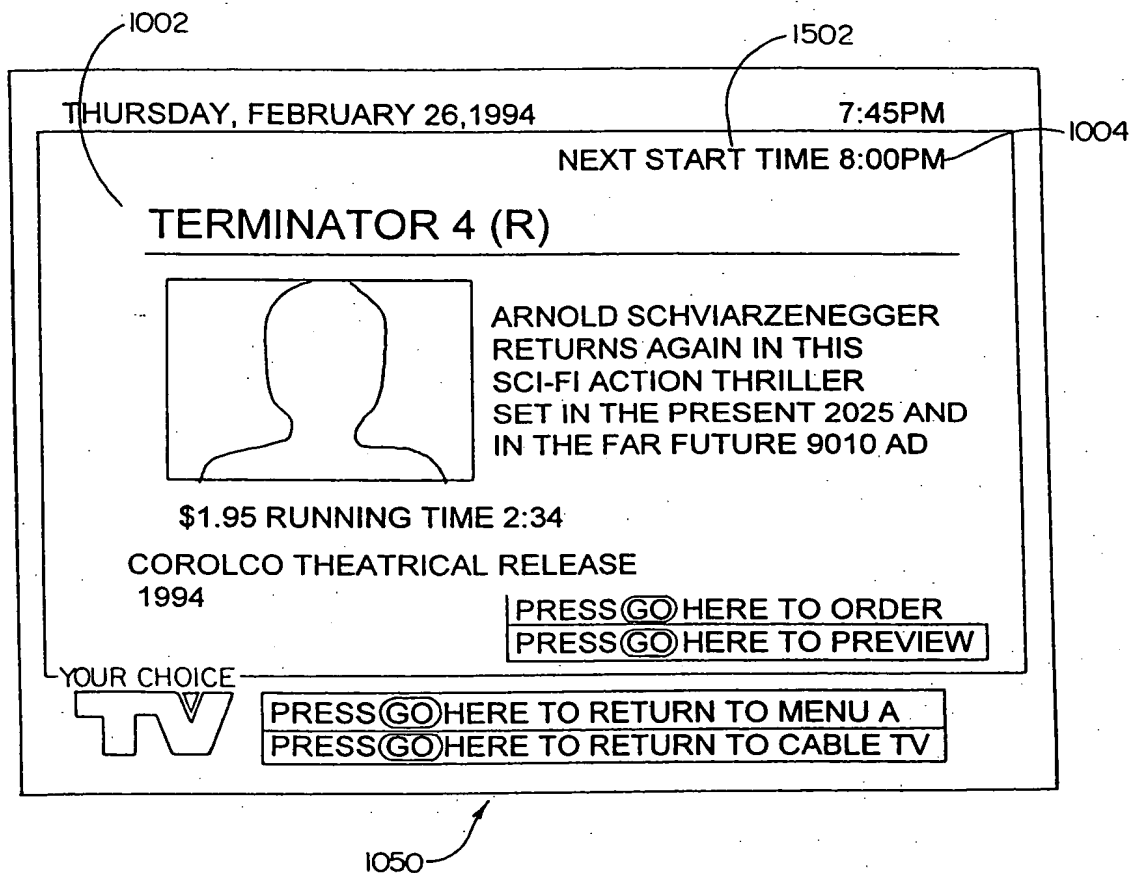 1002
1502
THURSDAY, FEBRUARY 26,1994 7:45PM
1004
NEXT START TIME 8:00PM
TERMINATOR 4 (R)
ARNOLD SCHVIARZENEGGER
RETURNS AGAIN IN THIS
SCI-FI ACTION THRILLER
SET IN THE PRESENT 2025 AND
IN THE FAR FUTURE 9010 AD
$1.95 RUNNING TIME 2:34
COROLCO THEATRICAL RELEASE
1994
PRESS GO HERE TO ORDER
PRESS GO HERE TO PREVIEW
YOUR CHOICE
TV
PRESS GO HERE TO RETURN TO MENU A
PRESS GO HERE TO RETURN TO CABLE TV
1050